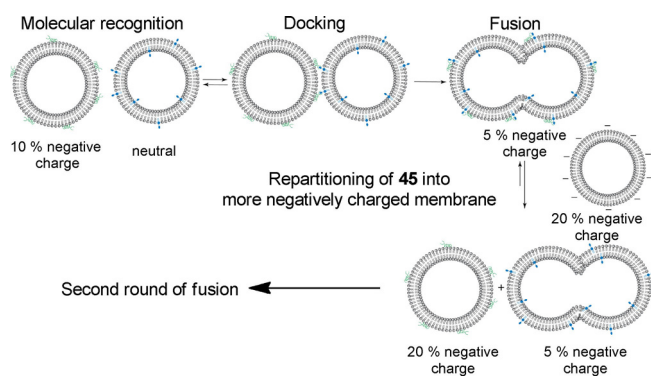 Molecular recognition
Docking
Fusion
10 % negative
charge
neutral
5 % negative
charge
Repartitioning of 45 into
more negatively charged membrane
20 % negative
charge
Second round of fusion
+
20 % negative
charge
5 % negative
charge